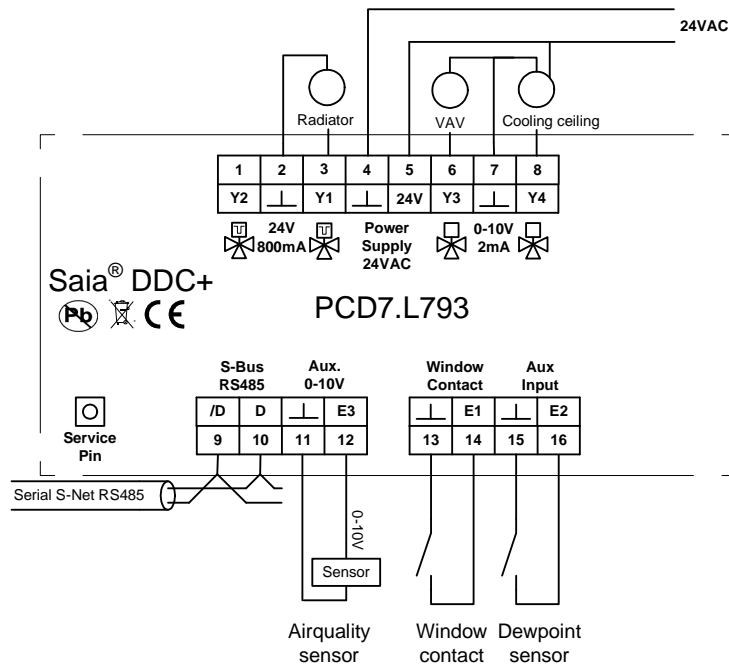 24VAC
Radiator
VAV
Cooling ceiling
1 2 3 4 5 6 7 8
Y2 Y1 24V Y3 Y4
24V
800mA
Power
Supply
24VAC
0-10V
2mA
Saia® DDC+
Pb CE
PCD7.L793
S-Bus
RS485
Aux.
0-10V
Window
Contact
Aux
Input
/D D E3
9 10 11 12
E1 E2
13 14 15 16
Service
Pin
Serial S-Net RS485
0-10V
Sensor
Airquality
sensor
Window
contact
Dewpoint
sensor